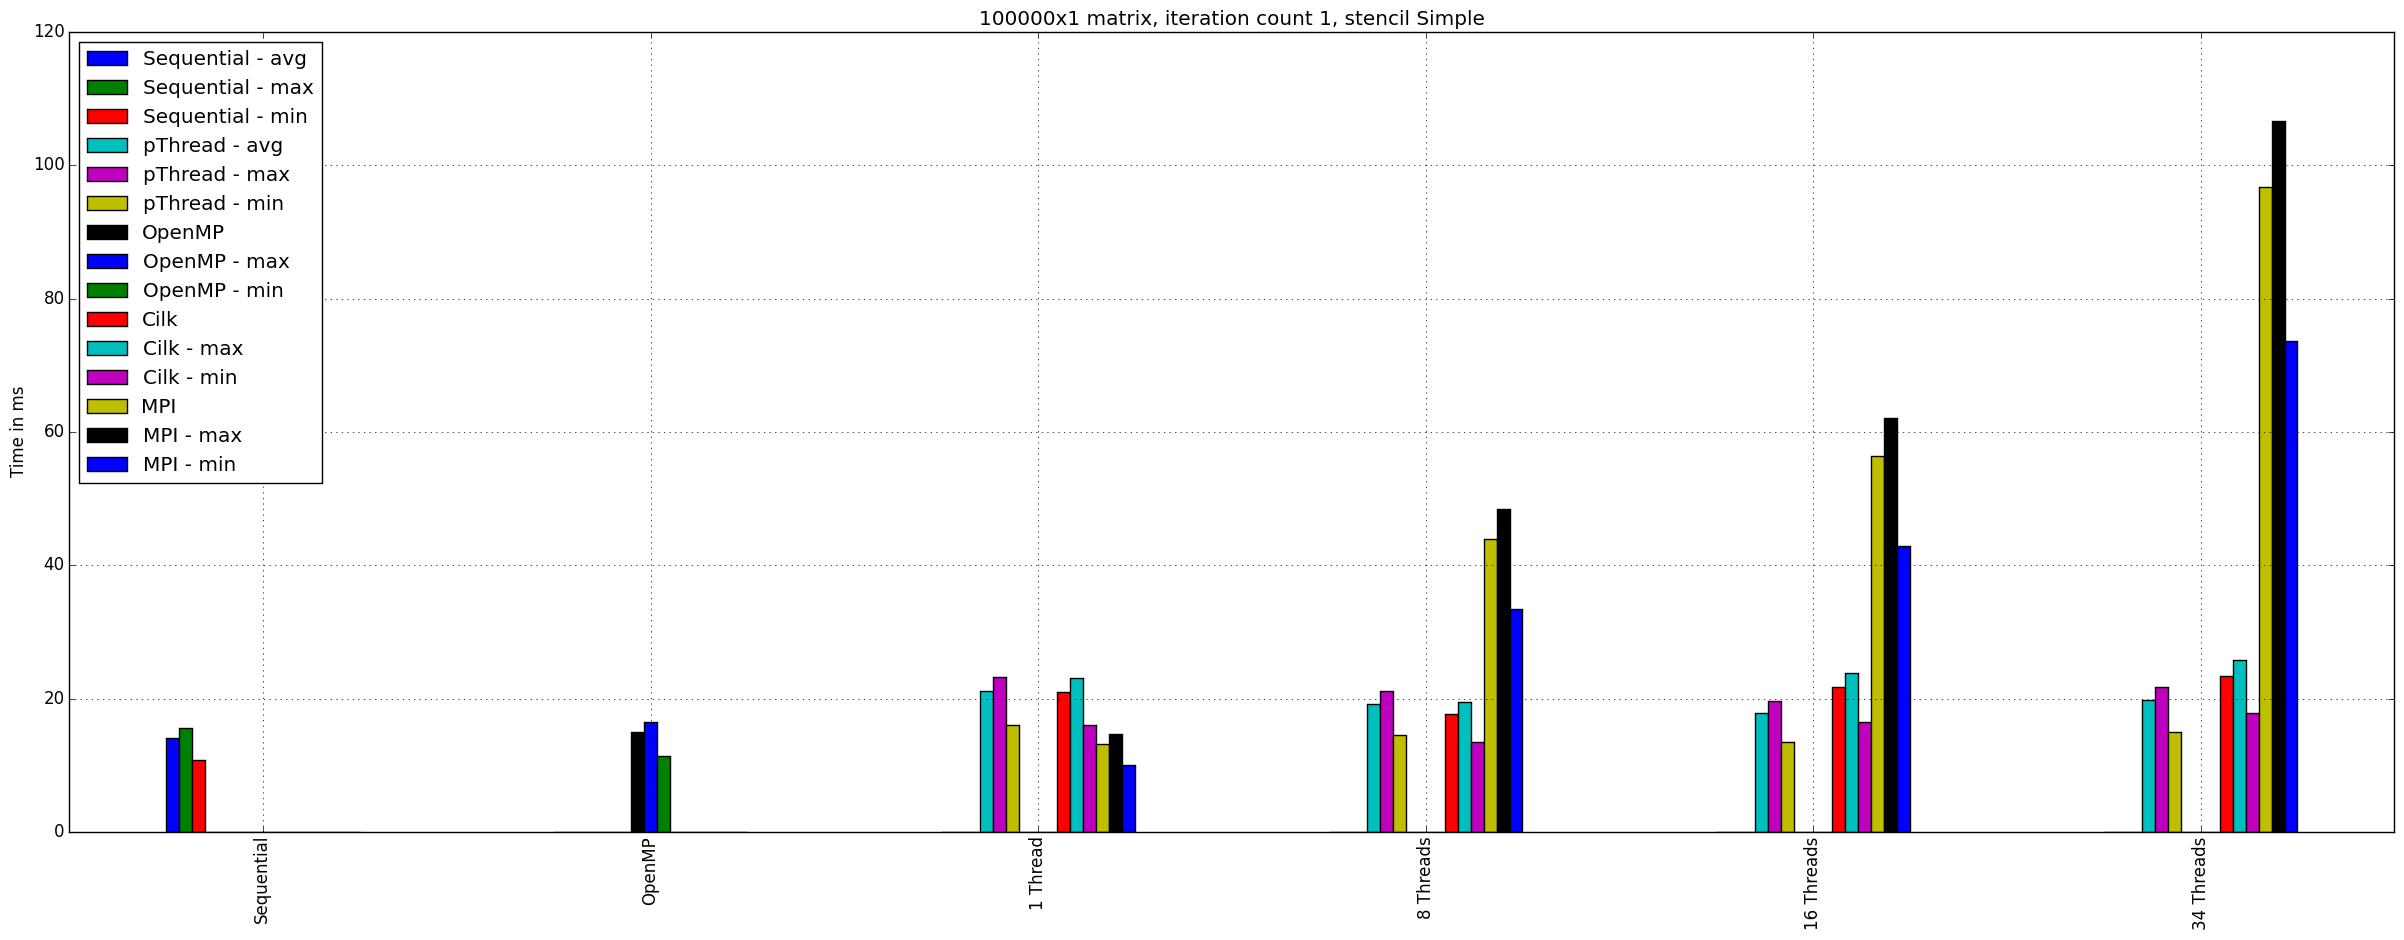 100000x1 matrix, iteration count 1, stencil Simple
120
100
80
60
40
20
0
Time in ms
Sequential - avg
Sequential - max
Sequential - min
pThread - avg
pThread - max
pThread - min
OpenMP
OpenMP - max
OpenMP - min
Cilk
Cilk - max
Cilk - min
MPI
MPI - max
MPI - min
Sequential
OpenMP
1 Thread
8 Threads
16 Threads
34 Threads